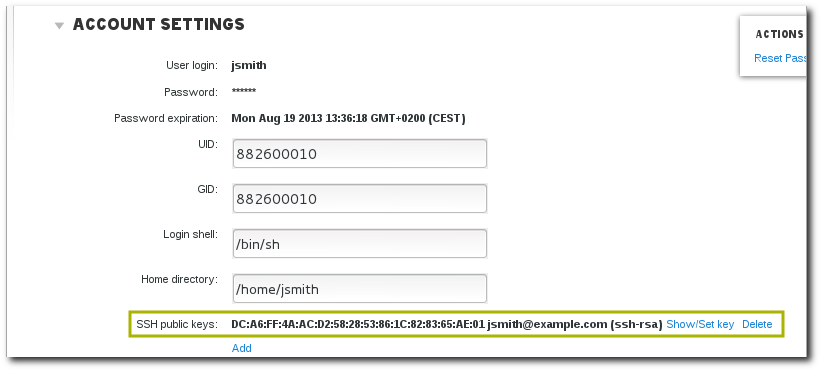 ACCOUNT SETTINGS
ACTIONS
Reset
User login: jsmith
Password: ******
Password expiration: Mon Aug 19 2013 13:36:18 GMT+0200 (CEST)
UID: 882600010
GID: 882600010
Login shell: /bin/sh
Home directory: /home/jsmith
SSH public keys: DC:A6:FF:4A:AC:D2:58:28:53:86:1C:82:83:65:AE:01 jsmith@example.com (ssh-rsa) Show/Set key Delete
Add